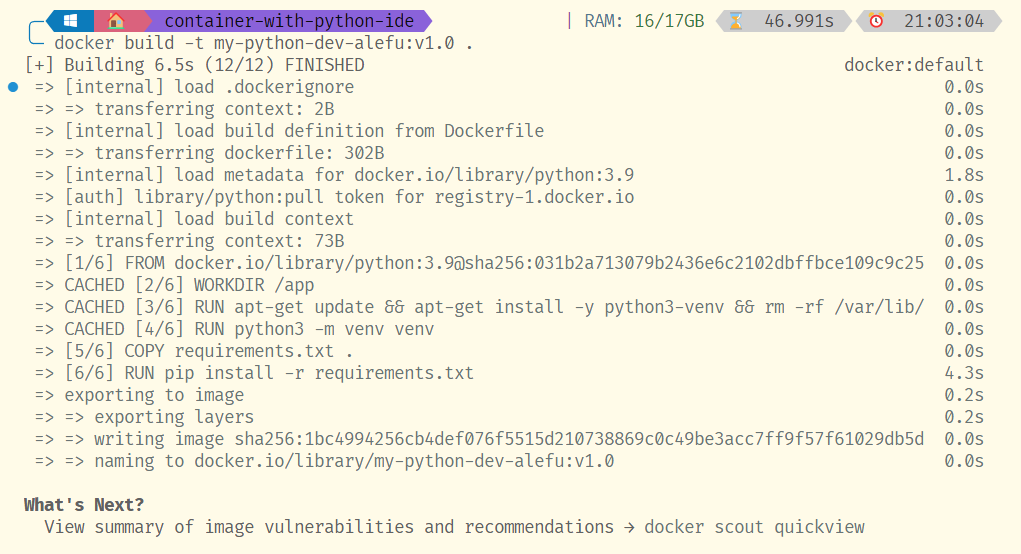 container-with-python-ide | RAM: 16/17GB 46.991s 21:03:04
docker build -t my-python-dev-alefu:v1.0 .
[+] Building 6.5s (12/12) FINISHED docker:default
=> [internal] load .dockerignore 0.0s
=> => transferring context: 2B 0.0s
=> [internal] load build definition from Dockerfile 0.0s
=> => transferring dockerfile: 302B 0.0s
=> [internal] load metadata for docker.io/library/python:3.9 1.8s
=> [auth] library/python:pull token for registry-1.docker.io 0.0s
=> [internal] load build context 0.0s
=> => transferring context: 73B 0.0s
=> [1/6] FROM docker.io/library/python:3.9@sha256:031b2a713079b2436e6c2102dbffbce109c9c25 0.0s
=> CACHED [2/6] WORKDIR /app 0.0s
=> CACHED [3/6] RUN apt-get update && apt-get install -y python3-venv && rm -rf /var/lib/ 0.0s
=> CACHED [4/6] RUN python3 -m venv venv 0.0s
=> [5/6] COPY requirements.txt . 0.0s
=> [6/6] RUN pip install -r requirements.txt 4.3s
=> exporting to image 0.2s
=> => exporting layers 0.2s
=> => writing image sha256:1bc4994256cb4def076f5515d210738869c0c49be3acc7ff9f57f61029db5d 0.0s
=> => naming to docker.io/library/my-python-dev-alefu:v1.0 0.0s
What's Next?
View summary of image vulnerabilities and recommendations → docker scout quickview